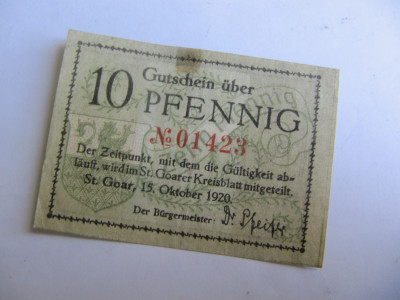 Gutschein über
10 PFENNIG
№ 01423
Der Zeitpunkt, mit dem die Gültigkeit ab-
läuft, wird im St. Goarer Kreisblatt mitgeteilt.
St. Goar, 15. Oktober 1920.
Der Bürgermeister: